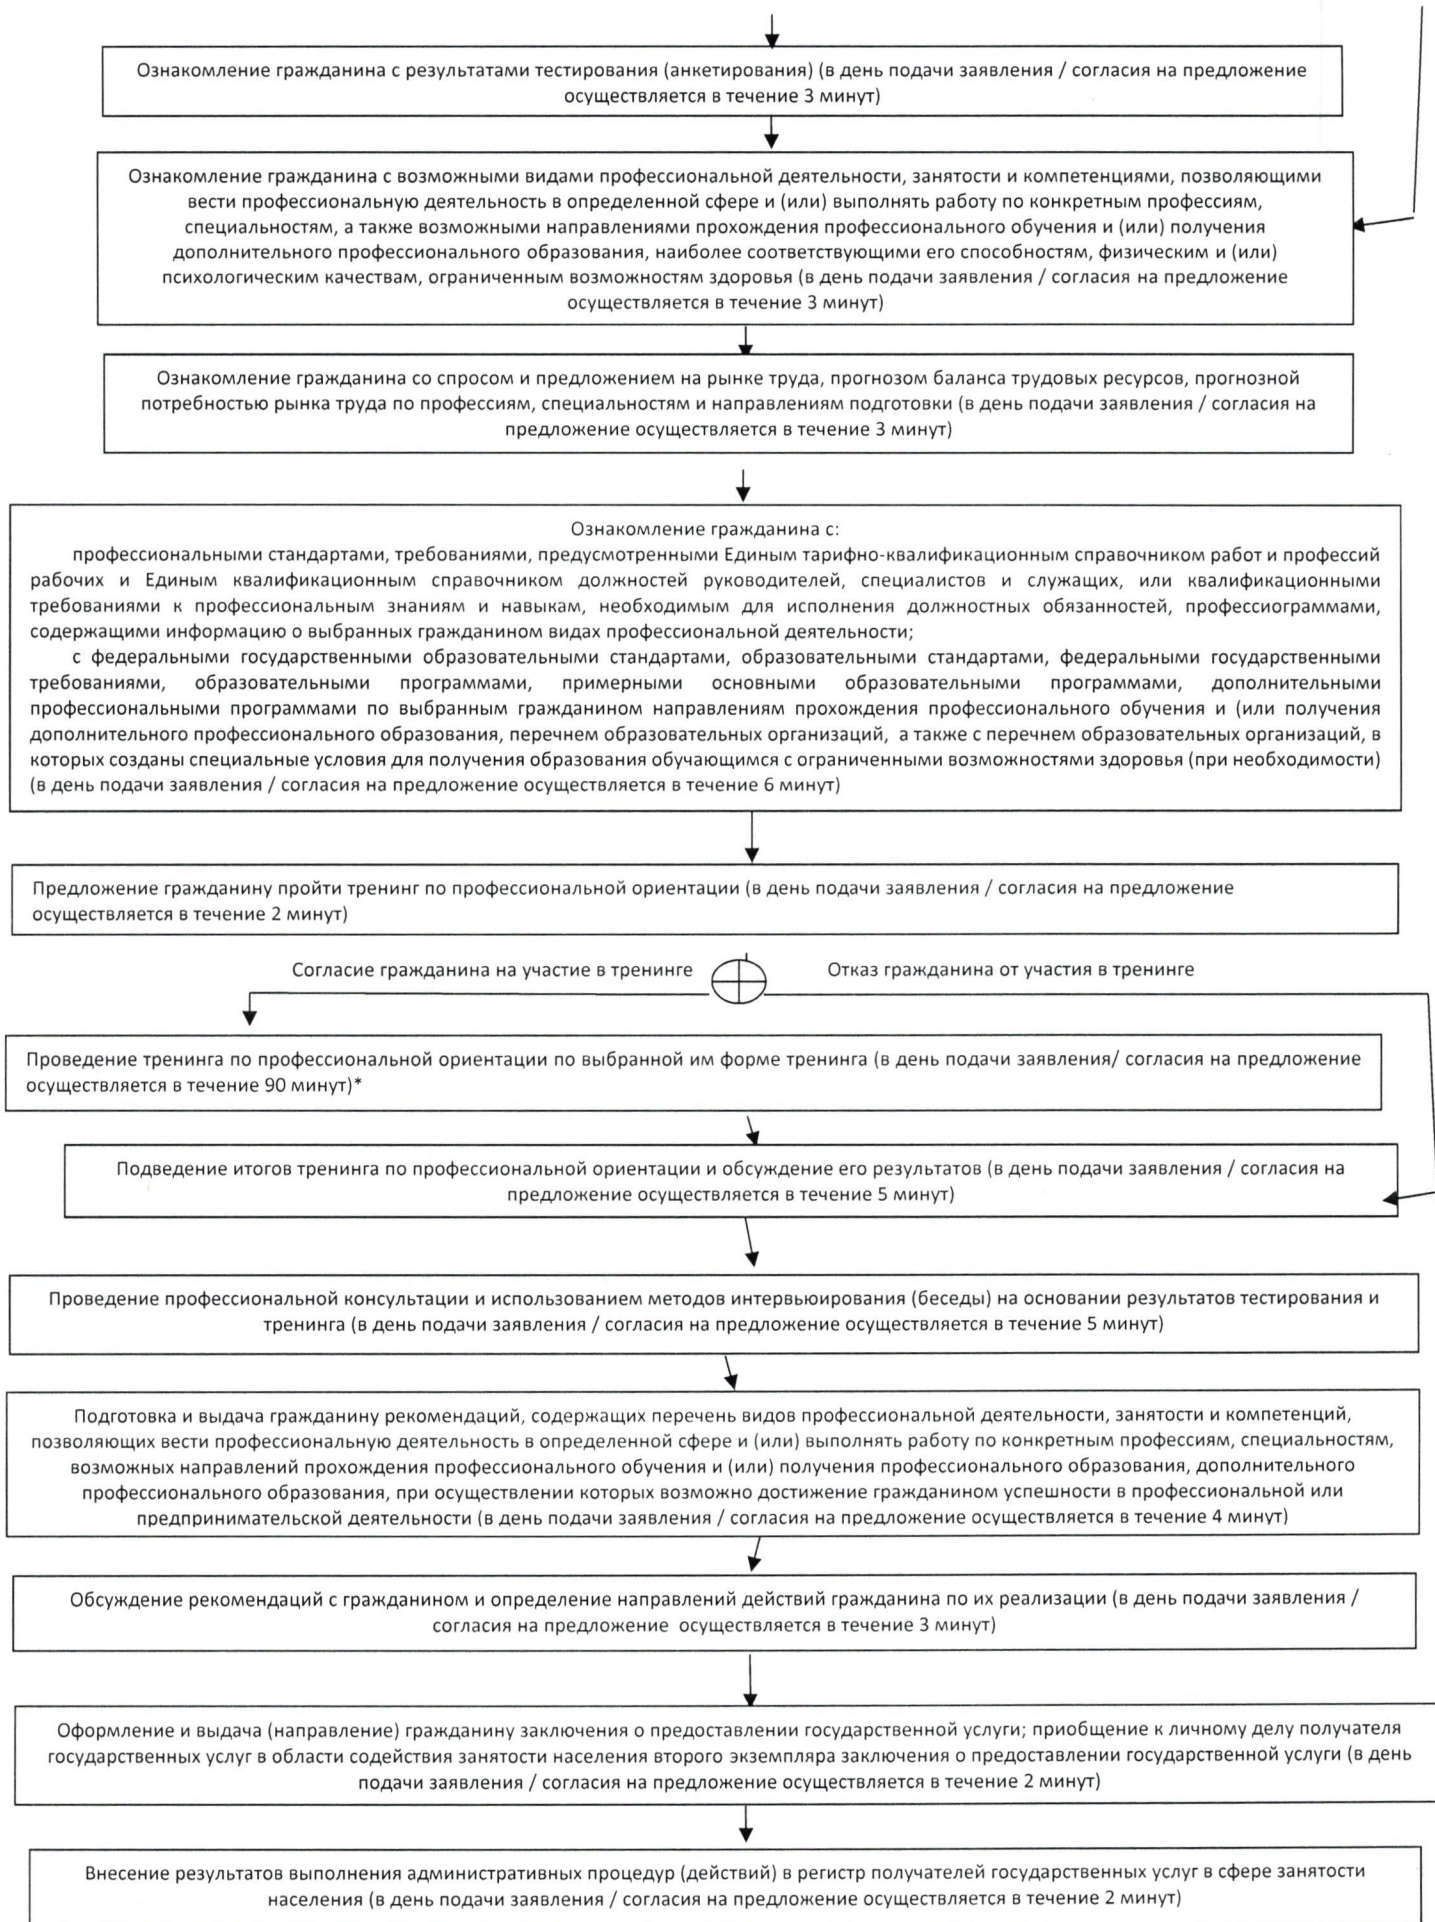 Ознакомление гражданина с результатами тестирования (анкетирования) (в день подачи заявления / согласия на предложение
осуществляется в течение 3 минут)
Ознакомление гражданина с возможными видами профессиональной деятельности, занятости и компетенциями, позволяющими
вести профессиональную деятельность в определенной сфере и (или) выполнять работу по конкретным профессиям,
специальностям, а также возможными направлениями прохождения профессионального обучения и (или) получения
дополнительного профессионального образования, наиболее соответствующими его способностям, физическим и (или)
психологическим качествам, ограниченным возможностям здоровья (в день подачи заявления / согласия на предложение
осуществляется в течение 3 минут)
Ознакомление гражданина со спросом и предложением на рынке труда, прогнозом баланса трудовых ресурсов, прогнозной
потребностью рынка труда по профессиям, специальностям и направлениям подготовки (в день подачи заявления / согласия на
предложение осуществляется в течение 3 минут)
Ознакомление гражданина с:
профессиональными стандартами, требованиями, предусмотренными Единым тарифно-квалификационным справочником работ и профессий
рабочих и Единым квалификационным справочником должностей руководителей, специалистов и служащих, или квалификационными
требованиями к профессиональным знаниям и навыкам, необходимым для исполнения должностных обязанностей, профессиограммами,
содержащими информацию о выбранных гражданином видах профессиональной деятельности;
с федеральными государственными образовательными стандартами, образовательными стандартами, федеральными государственными
требованиями, образовательными программами, примерными основными образовательными программами, дополнительными
профессиональными программами по выбранным гражданином направлениям прохождения профессионального обучения и (или получения
дополнительного профессионального образования, перечнем образовательных организаций, а также с перечнем образовательных организаций, в
которых созданы специальные условия для получения образования обучающимся с ограниченными возможностями здоровья (при необходимости)
(в день подачи заявления / согласия на предложение осуществляется в течение 6 минут)
Предложение гражданину пройти тренинг по профессиональной ориентации (в день подачи заявления / согласия на предложение
осуществляется в течение 2 минут)
Согласие гражданина на участие в тренинге Отказ гражданина от участия в тренинге
Проведение тренинга по профессиональной ориентации по выбранной им форме тренинга (в день подачи заявления/ согласия на предложение
осуществляется в течение 90 минут)*
Подведение итогов тренинга по профессиональной ориентации и обсуждение его результатов (в день подачи заявления / согласия на
предложение осуществляется в течение 5 минут)
Проведение профессиональной консультации и использованием методов интервьюирования (беседы) на основании результатов тестирования и
тренинга (в день подачи заявления / согласия на предложение осуществляется в течение 5 минут)
Подготовка и выдача гражданину рекомендаций, содержащих перечень видов профессиональной деятельности, занятости и компетенций,
позволяющих вести профессиональную деятельность в определенной сфере и (или) выполнять работу по конкретным профессиям, специальностям,
возможных направлений прохождения профессионального обучения и (или) получения профессионального образования, дополнительного
профессионального образования, при осуществлении которых возможно достижение гражданином успешности в профессиональной или
предпринимательской деятельности (в день подачи заявления / согласия на предложение осуществляется в течение 4 минут)
Обсуждение рекомендаций с гражданином и определение направлений действий гражданина по их реализации (в день подачи заявления /
согласия на предложение осуществляется в течение 3 минут)
Оформление и выдача (направление) гражданину заключения о предоставлении государственной услуги; приобщение к личному делу получателя
государственных услуг в области содействия занятости населения второго экземпляра заключения о предоставлении государственной услуги (в день
подачи заявления / согласия на предложение осуществляется в течение 2 минут)
Внесение результатов выполнения административных процедур (действий) в регистр получателей государственных услуг в сфере занятости
населения (в день подачи заявления / согласия на предложение осуществляется в течение 2 минут)